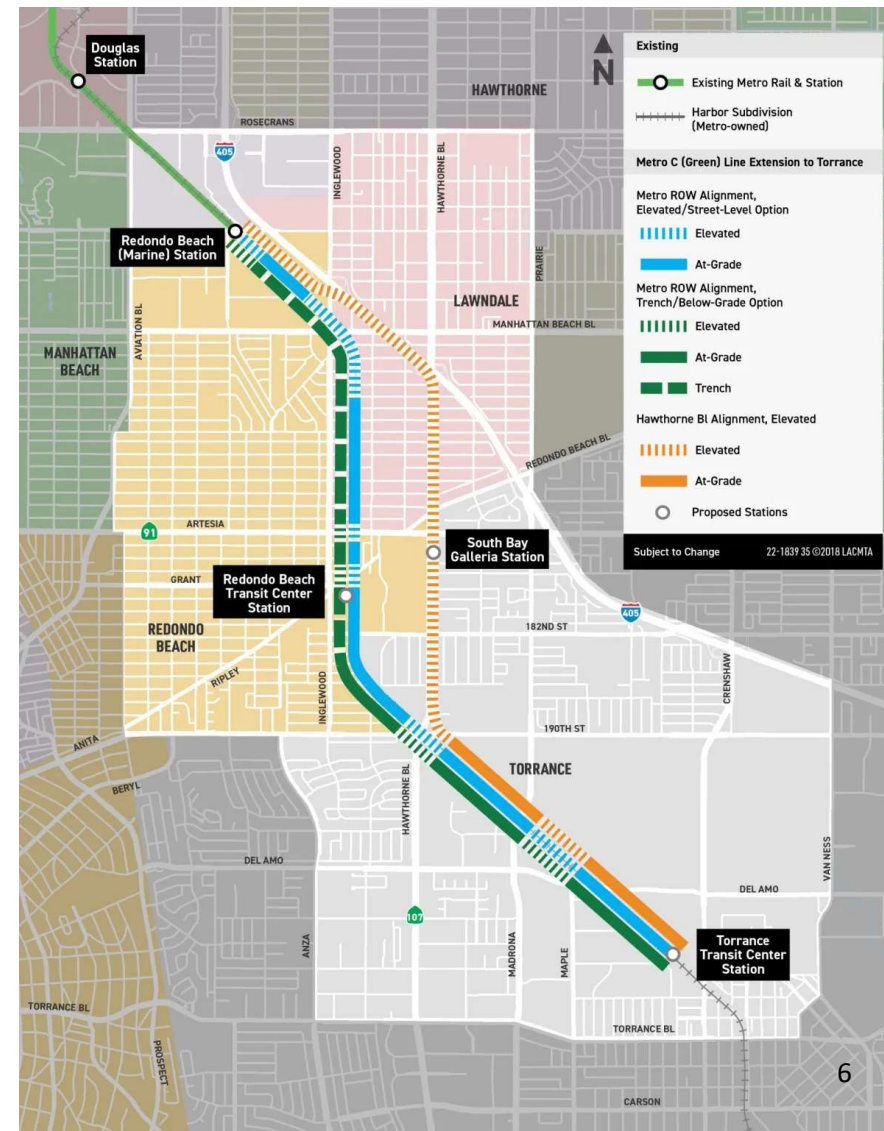 Douglas
Station
HAWTHORNE
ROSECRANS
405
INGLEWOOD
HAWTHORNE BL
PRAIRIE
Redondo Beach
(Marine) Station
LAWNDALE
MANHATTAN BEACH BL
AVIATION BL
MANHATTAN
BEACH
REDONDO BEACH BL
ARTESIA
91
South Bay
Galleria Station
GRANT
Redondo Beach
Transit Center
Station
405
182ND ST
REDONDO
BEACH
RIPLEY
INGLEWOOD
CRENSHAW
190TH ST
ANITA
TORRANCE
BERYL
HAWTHORNE BL
VAN NESS
DEL AMO
DEL AMO
107
ANZA
MADRONA
MAPLE
Torrance
Transit Center
Station
TORRANCE BL
TORRANCE BL
PROSPECT
CARSON
6
N
Existing
Existing Metro Rail & Station
Harbor Subdivision
(Metro-owned)
Metro C (Green) Line Extension to Torrance
Metro ROW Alignment,
Elevated/Street-Level Option
Elevated
At-Grade
Metro ROW Alignment,
Trench/Below-Grade Option
Elevated
At-Grade
Trench
Hawthorne Bl Alignment, Elevated
Elevated
At-Grade
Proposed Stations
Subject to Change 22-1839 35 ©2018 LACMTA